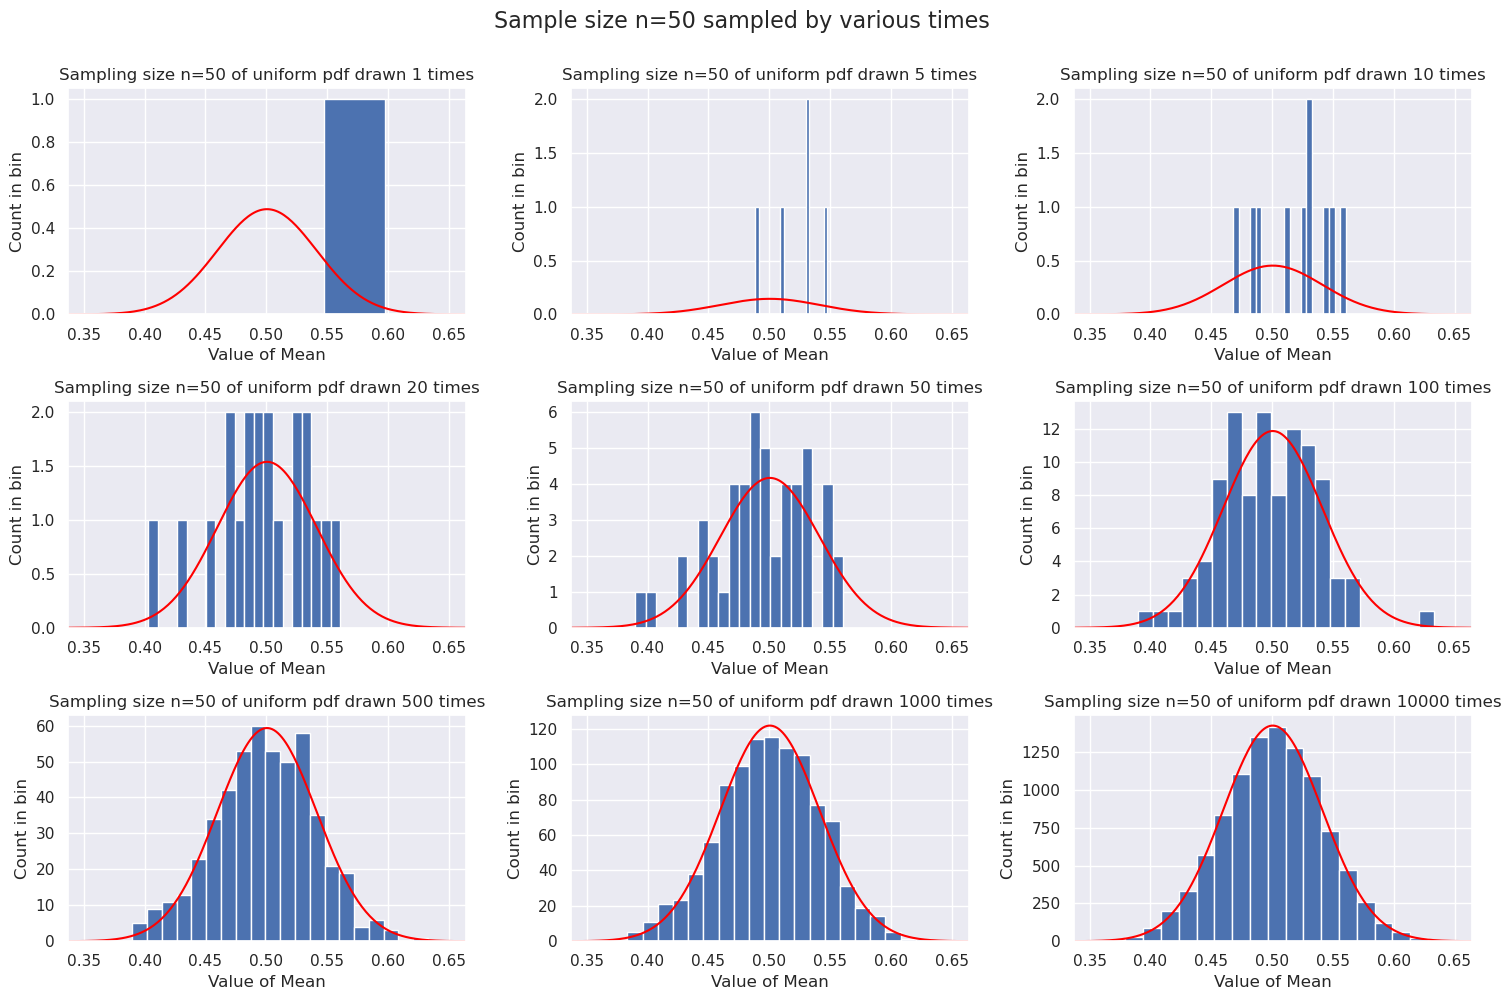 Sample size n=50 sampled by various times
Sampling size n=50 of uniform pdf drawn 1 times
1.0
0.8
0.6
0.4
0.2
0.0
Count in bin
0.35 0.40 0.45 0.50 0.55 0.60 0.65
Value of Mean
Sampling size n=50 of uniform pdf drawn 5 times
2.0
1.5
1.0
0.5
0.0
Count in bin
0.35 0.40 0.45 0.50 0.55 0.60 0.65
Value of Mean
Sampling size n=50 of uniform pdf drawn 10 times
2.0
1.5
1.0
0.5
0.0
Count in bin
0.35 0.40 0.45 0.50 0.55 0.60 0.65
Value of Mean
Sampling size n=50 of uniform pdf drawn 20 times
2.0
1.5
1.0
0.5
0.0
Count in bin
0.35 0.40 0.45 0.50 0.55 0.60 0.65
Value of Mean
Sampling size n=50 of uniform pdf drawn 50 times
6
5
4
3
2
1
0
Count in bin
0.35 0.40 0.45 0.50 0.55 0.60 0.65
Value of Mean
Sampling size n=50 of uniform pdf drawn 100 times
12
10
8
6
4
2
0
Count in bin
0.35 0.40 0.45 0.50 0.55 0.60 0.65
Value of Mean
Sampling size n=50 of uniform pdf drawn 500 times
60
50
40
30
20
10
0
Count in bin
0.35 0.40 0.45 0.50 0.55 0.60 0.65
Value of Mean
Sampling size n=50 of uniform pdf drawn 1000 times
120
100
80
60
40
20
0
Count in bin
0.35 0.40 0.45 0.50 0.55 0.60 0.65
Value of Mean
Sampling size n=50 of uniform pdf drawn 10000 times
1250
1000
750
500
250
0
Count in bin
0.35 0.40 0.45 0.50 0.55 0.60 0.65
Value of Mean